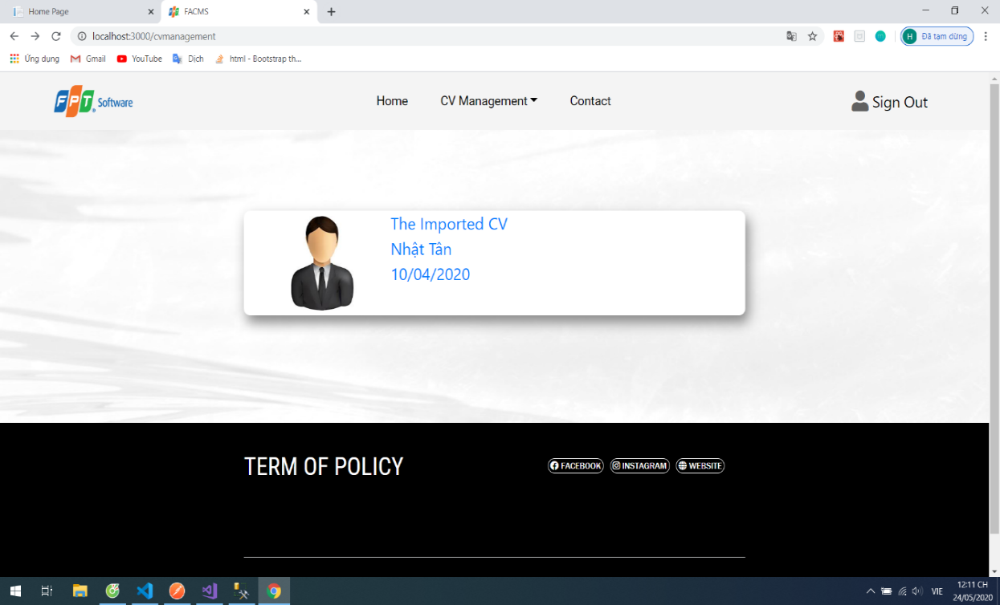 Home Page
FACMS
localhost:3000/cvmanagement
H Đã tạm dừng
Ứng dụng Gmail YouTube Dịch html - Bootstrap th...
FPT Software
Home CV Management Contact Sign Out
The Imported CV
Nhật Tân
10/04/2020
TERM OF POLICY
FACEBOOK INSTAGRAM WEBSITE
VIE
12:11 CH
24/05/2020